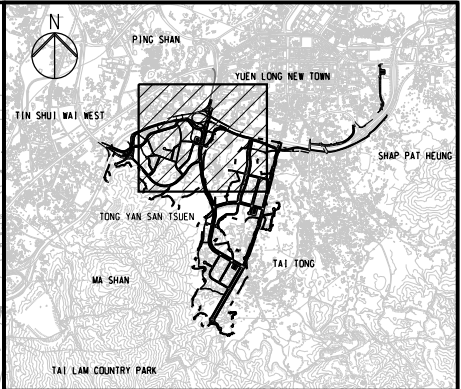 N
PING SHAN
YUEN LONG NEW TOWN
TIN SHUI WAI WEST
SHAP PAT HEUNG
TONG YAN SAN TSUEN
TAI TONG
MA SHAN
TAI LAM COUNTRY PARK